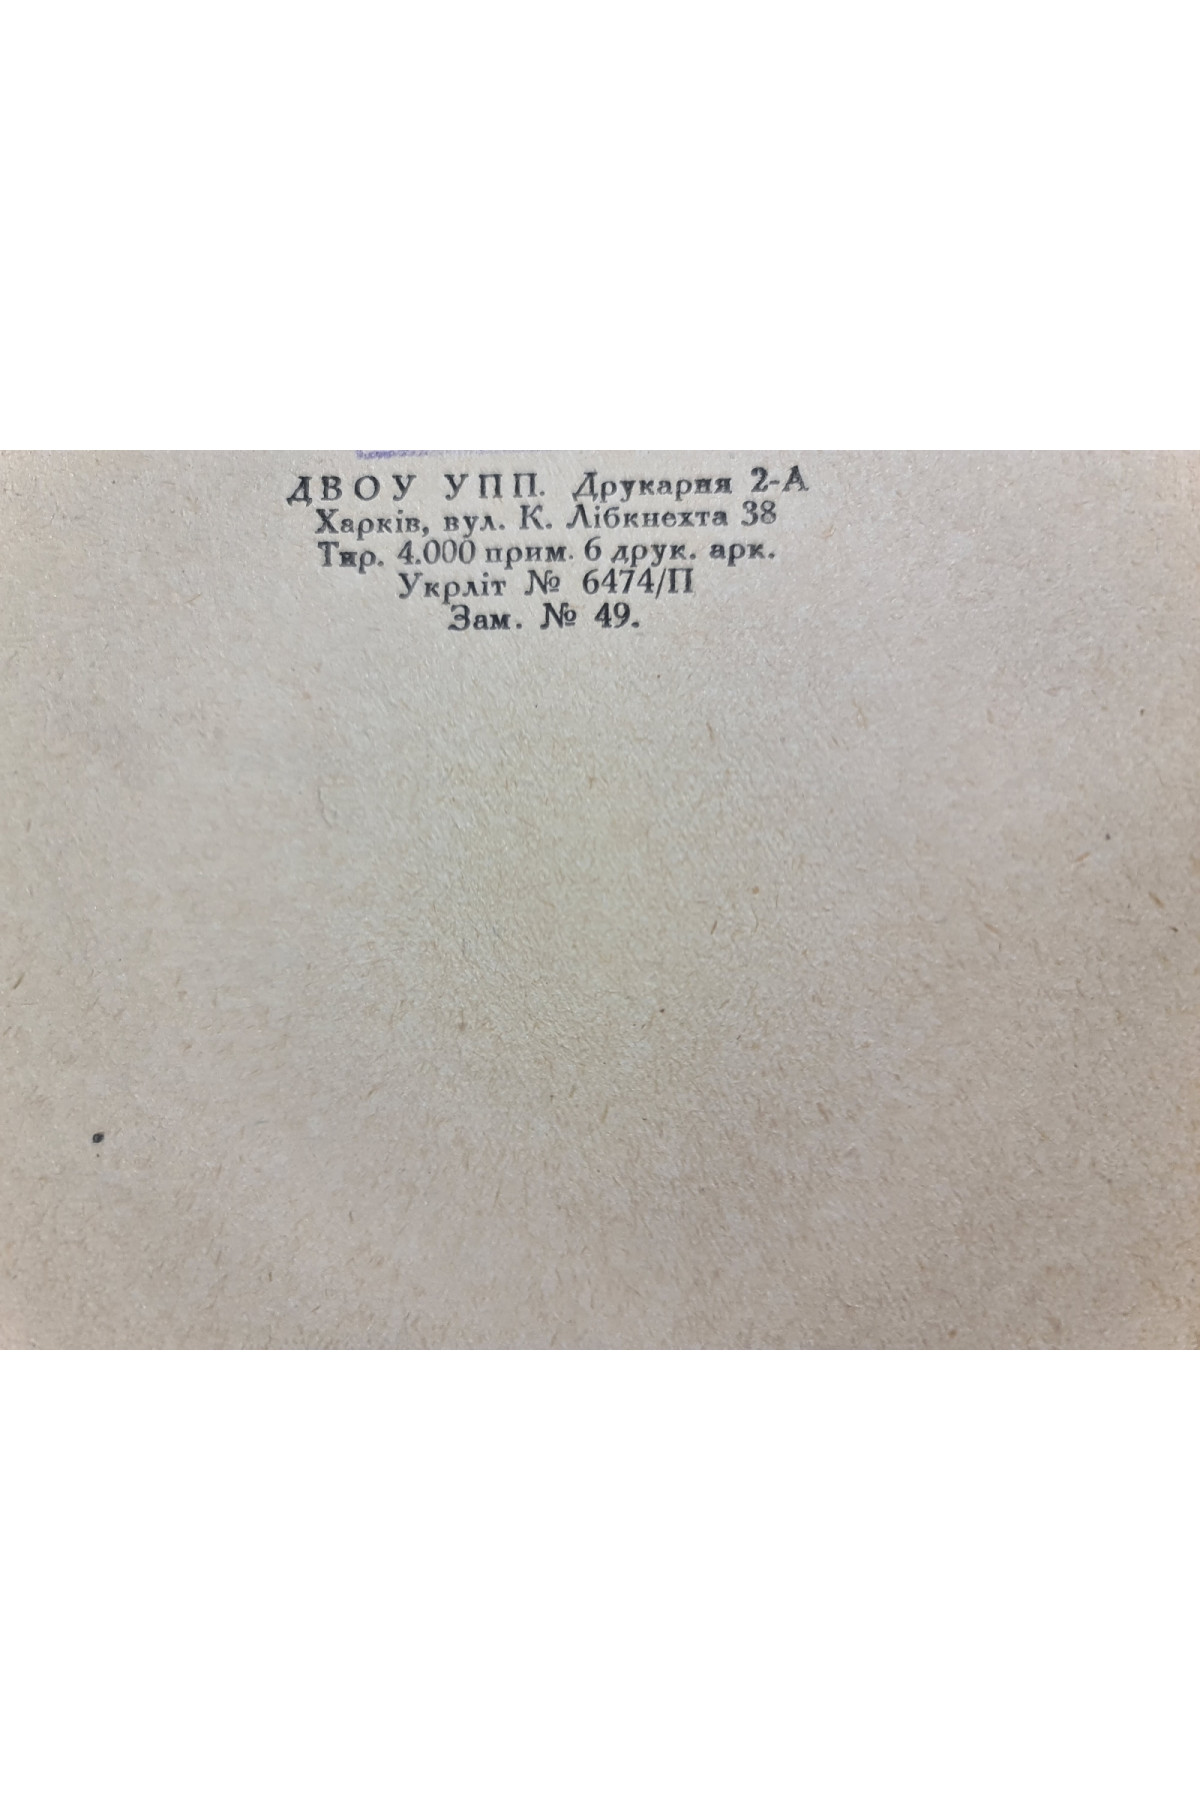 ДВОУ УПП. Друкарня 2-А
Харків, вул. К. Лібкнехта 38
Тир. 4.000 прим. 6 друк. арк.
Укрліт № 6474/П
Зам. № 49.